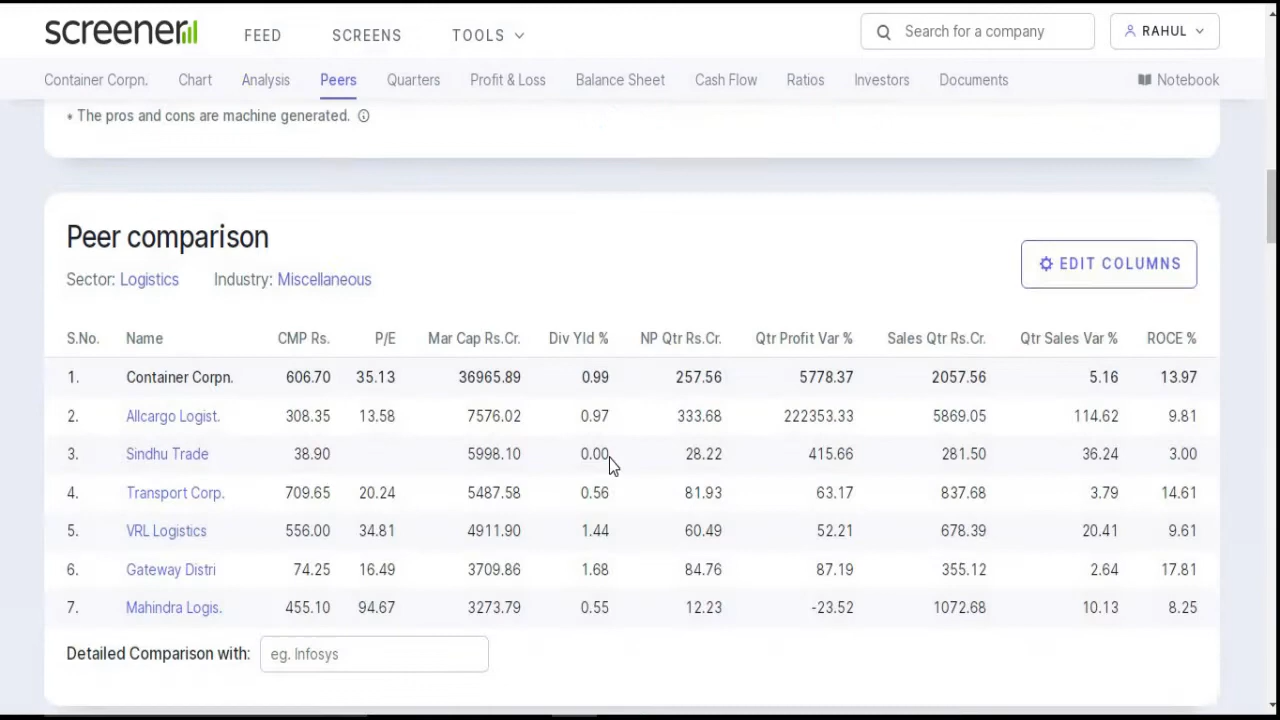 screener FEED SCREENS TOOLS Search for a company RAHUL
Container Corpn. Chart Analysis Peers Quarters Profit & Loss Balance Sheet Cash Flow Ratios Investors Documents Notebook
* The pros and cons are machine generated.
Peer comparison
Sector: Logistics Industry: Miscellaneous
EDIT COLUMNS
S.No. Name CMP Rs. P/E Mar Cap Rs.Cr. Div Yld % NP Qtr Rs.Cr. Qtr Profit Var % Sales Qtr Rs.Cr. Qtr Sales Var % ROCE %
1. Container Corpn. 606.70 35.13 36965.89 0.99 257.56 5778.37 2057.56 5.16 13.97
2. Allcargo Logist. 308.35 13.58 7576.02 0.97 333.68 222353.33 5869.05 114.62 9.81
3. Sindhu Trade 38.90 5998.10 0.00 28.22 415.66 281.50 36.24 3.00
4. Transport Corp. 709.65 20.24 5487.58 0.56 81.93 63.17 837.68 3.79 14.61
5. VRL Logistics 556.00 34.81 4911.90 1.44 60.49 52.21 678.39 20.41 9.61
6. Gateway Distri 74.25 16.49 3709.86 1.68 84.76 87.19 355.12 2.64 17.81
7. Mahindra Logis. 455.10 94.67 3273.79 0.55 12.23 -23.52 1072.68 10.13 8.25
Detailed Comparison with: eg. Infosys